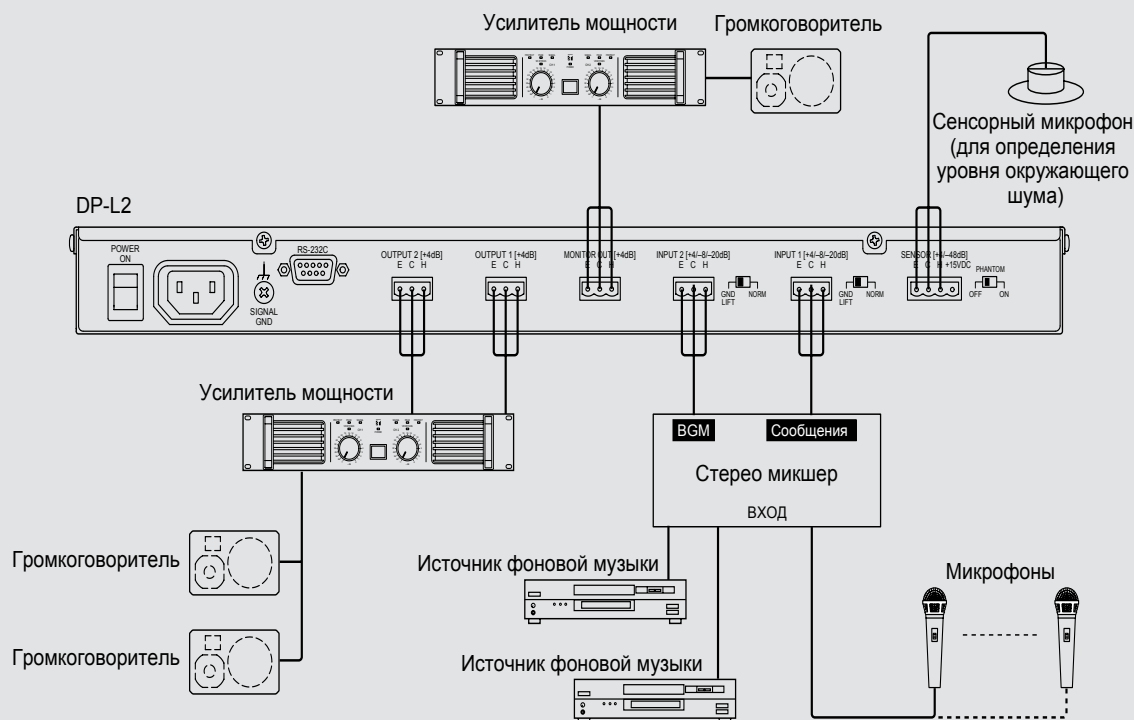 Усилитель мощности
Громкоговоритель
Сенсорный микрофон
(для определения
уровня окружающего
шума)
DP-L2
POWER
ON
SIGNAL
GND
RS-232C
OUTPUT 2 [+4dB]
E C H
OUTPUT 1 [+4dB]
E C H
MONITOR OUT [+4dB]
E C H
INPUT 2 [+4/–8/–20dB]
E C H
GND
LIFT
NORM
INPUT 1 [+4/–8/–20dB]
E C H
GND
LIFT
NORM
SENSOR [+4/–48dB]
E C H +15VDC
PHANTOM
OFF ON
Усилитель мощности
BGM
Сообщения
Стерео микшер
ВХОД
Громкоговоритель
Источник фоновой музыки
Микрофоны
Громкоговоритель
Источник фоновой музыки